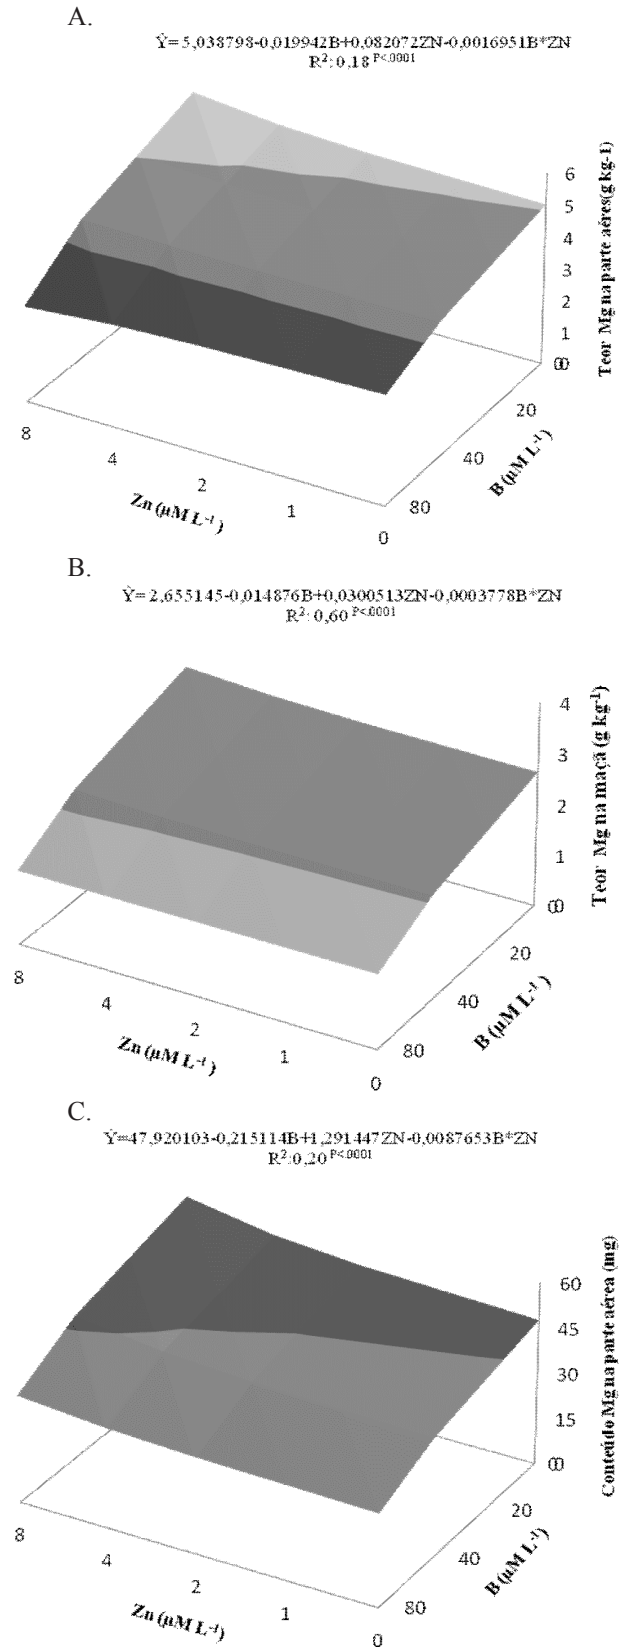 A.
Ŷ=5,038798-0,019942B+0,082072ZN-0,0016951B*ZN
R²: 0,18 P<.0001
6
5
4
3
2
1
0
Teor Mg na parte aéres(g kg-1)
0
20
40
80
B (µM L⁻¹)
8
4
2
1
0
Zn (µM L⁻¹)
B.
Ŷ= 2,655145-0,014876B+0,0300513ZN-0,0003778B*ZN
R²: 0,60 P<.0001
4
3
2
1
0
Teor Mg na maçã (g kg⁻¹)
0
20
40
80
B (µM L⁻¹)
8
4
2
1
0
Zn (µM L⁻¹)
C.
Ŷ=47,920103-0,215114B+1,291447ZN-0,0087653B*ZN
R²:0,20 P<.0001
60
45
30
15
0
Conteúdo Mg na parte aérea (mg)
0
20
40
80
B (µM L⁻¹)
8
4
2
1
0
Zn (µM L⁻¹)